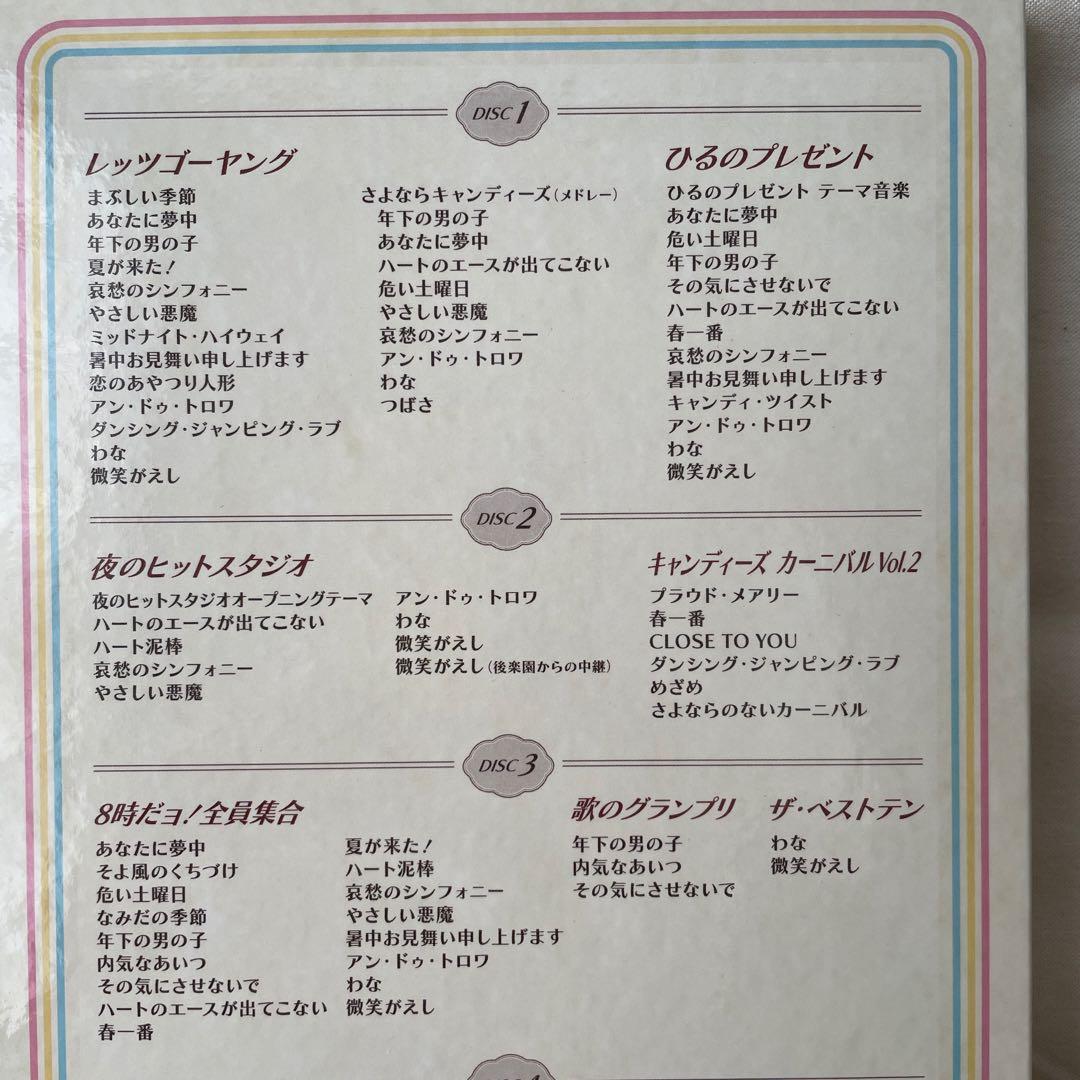 DISC 1
レッツゴーヤング
まぶしい季節
あなたに夢中
年下の男の子
夏が来た!
哀愁のシンフォニー
やさしい悪魔
ミッドナイト・ハイウェイ
暑中お見舞い申し上げます
恋のあやつり人形
アン・ドゥ・トロワ
ダンシング・ジャンピング・ラブ
わな
微笑がえし
さよならキャンディーズ(メドレー)
年下の男の子
あなたに夢中
ハートのエースが出てこない
危い土曜日
やさしい悪魔
哀愁のシンフォニー
アン・ドゥ・トロワ
わな
つばさ
ひるのプレゼント
ひるのプレゼント テーマ音楽
あなたに夢中
危い土曜日
年下の男の子
その気にさせないで
ハートのエースが出てこない
春一番
哀愁のシンフォニー
暑中お見舞い申し上げます
キャンディ・ツイスト
アン・ドゥ・トロワ
わな
微笑がえし
DISC 2
夜のヒットスタジオ
夜のヒットスタジオオープニングテーマ
ハートのエースが出てこない
ハート泥棒
哀愁のシンフォニー
やさしい悪魔
アン・ドゥ・トロワ
わな
微笑がえし
微笑がえし(後楽園からの中継)
キャンディーズ カーニバル Vol.2
プラウド・メアリー
春一番
CLOSE TO YOU
ダンシング・ジャンピング・ラブ
めざめ
さよならのないカーニバル
DISC 3
8時だョ!全員集合
あなたに夢中
そよ風のくちづけ
危い土曜日
なみだの季節
年下の男の子
内気なあいつ
その気にさせないで
ハートのエースが出てこない
春一番
夏が来た!
ハート泥棒
哀愁のシンフォニー
やさしい悪魔
暑中お見舞い申し上げます
アン・ドゥ・トロワ
わな
微笑がえし
歌のグランプリ
年下の男の子
内気なあいつ
その気にさせないで
ザ・ベストテン
わな
微笑がえし